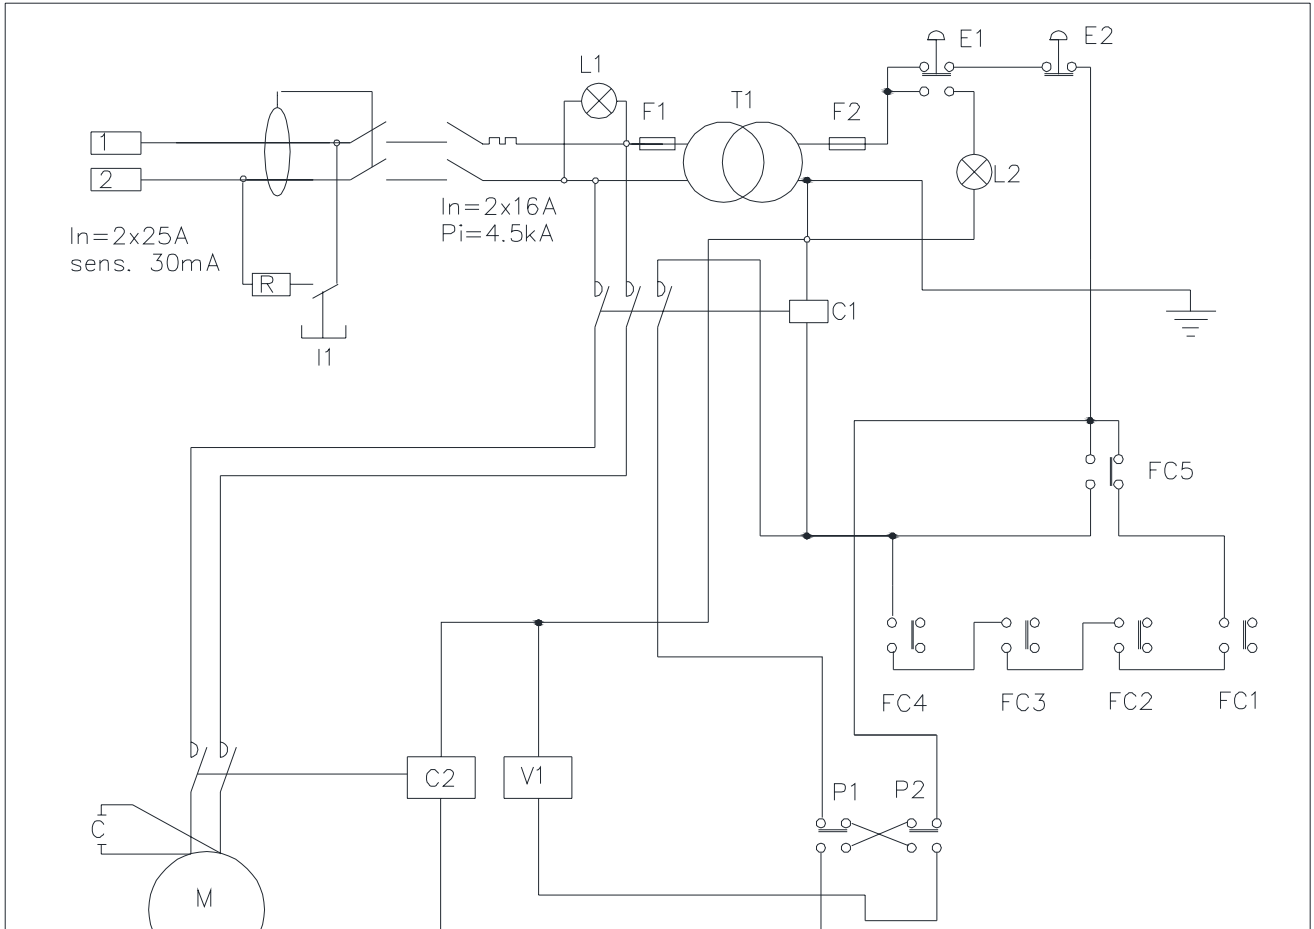 E1
E2
L1
F1
T1
F2
1
2
L2
In=2x16A
Pi=4.5kA
In=2x25A
sens. 30mA
R
C1
I1
FC5
FC4
FC3
FC2
FC1
C2
V1
P1
P2
C
M